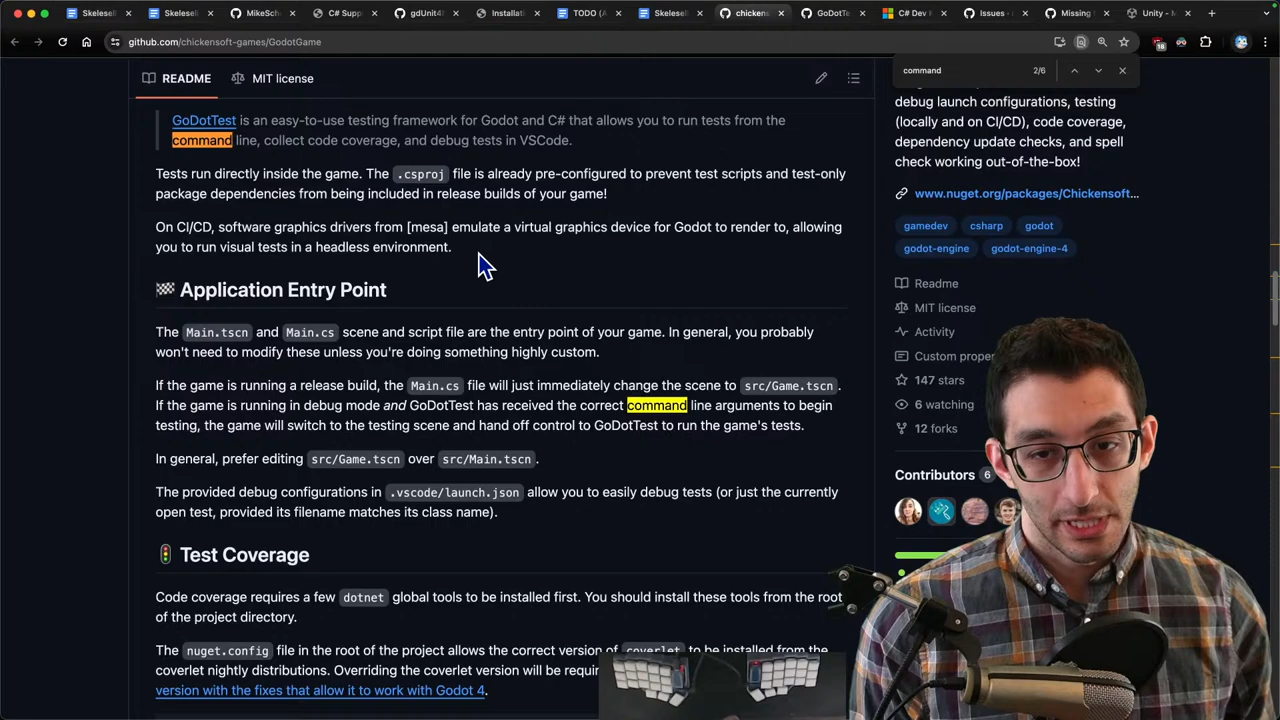 Skelesel
Skelesel
MikeSch
C# Supp
gdUnit4
Installati
TODO (A
Skelesel
chickens
GoDotTe
C# Dev K
Issues ·
Missing
Unity - M
github.com/chickensoft-games/GodotGame
18
command
2/6
README
MIT license
GoDotTest is an easy-to-use testing framework for Godot and C# that allows you to run tests from the
command line, collect code coverage, and debug tests in VSCode.
Tests run directly inside the game. The .csproj file is already pre-configured to prevent test scripts and test-only
package dependencies from being included in release builds of your game!
On CI/CD, software graphics drivers from [mesa] emulate a virtual graphics device for Godot to render to, allowing
you to run visual tests in a headless environment.
Application Entry Point
The Main.tscn and Main.cs scene and script file are the entry point of your game. In general, you probably
won't need to modify these unless you're doing something highly custom.
If the game is running a release build, the Main.cs file will just immediately change the scene to src/Game.tscn.
If the game is running in debug mode and GoDotTest has received the correct command line arguments to begin
testing, the game will switch to the testing scene and hand off control to GoDotTest to run the game's tests.
In general, prefer editing src/Game.tscn over src/Main.tscn.
The provided debug configurations in .vscode/launch.json allow you to easily debug tests (or just the currently
open test, provided its filename matches its class name).
Test Coverage
Code coverage requires a few dotnet global tools to be installed first. You should install these tools from the root
of the project directory.
The nuget.config file in the root of the project allows the correct version of coverlet to be installed from the
coverlet nightly distributions. Overriding the coverlet version will be requi
version with the fixes that allow it to work with Godot 4.
debug launch configurations, testing
(locally and on CI/CD), code coverage,
dependency update checks, and spell
check working out-of-the-box!
www.nuget.org/packages/Chickensoft...
gamedev
csharp
godot
godot-engine
godot-engine-4
Readme
MIT license
Activity
Custom proper
147 stars
6 watching
12 forks
Contributors 6